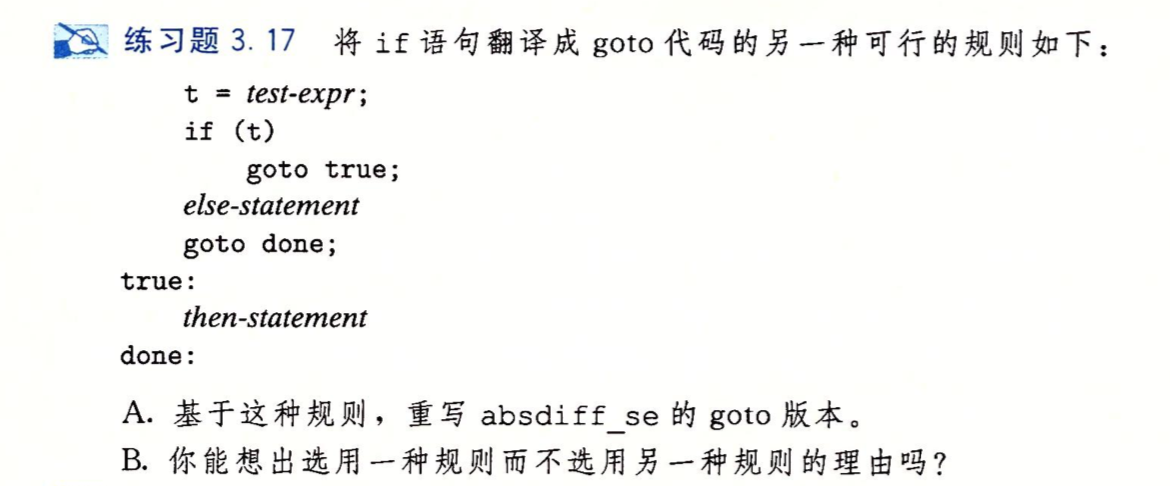 练习题 3.17 将 if 语句翻译成 goto 代码的另一种可行的规则如下：
t = test-expr;
if (t)
goto true;
else-statement
goto done;
true:
then-statement
done:
A. 基于这种规则，重写 absdiff_se 的 goto 版本。
B. 你能想出选用一种规则而不选用另一种规则的理由吗？